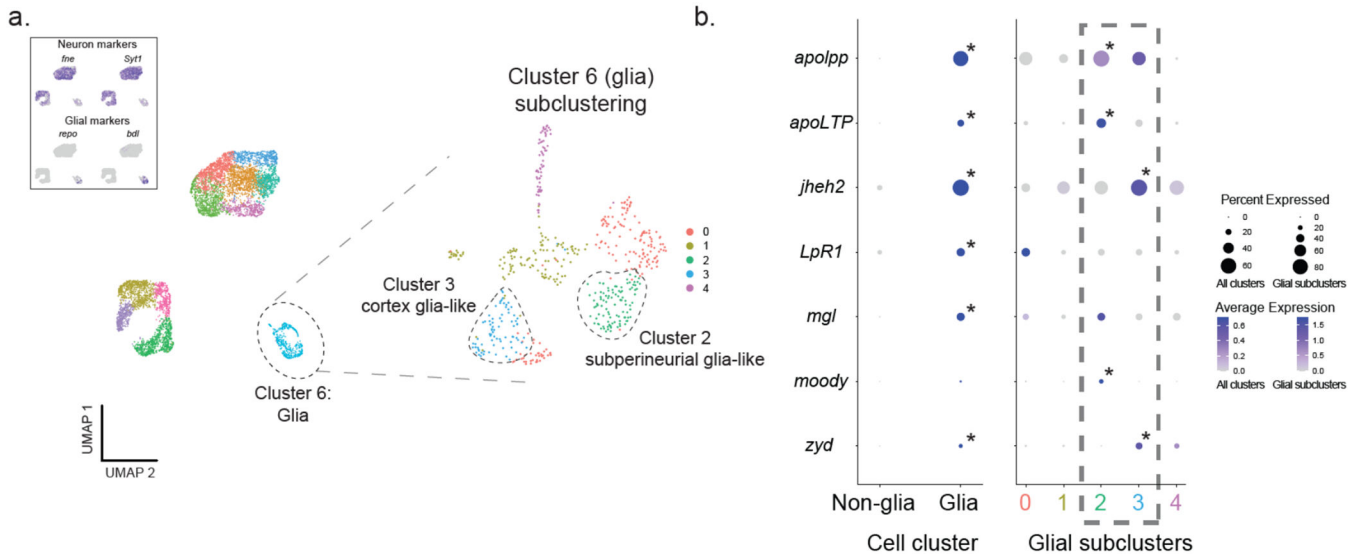 a.
Neuron markers
fne Syt1
Glial markers
repo bdl
Cluster 6 (glia)
subclustering
0
1
2
3
4
Cluster 3
cortex glia-like
Cluster 2
subperineurial glia-like
Cluster 6:
Glia
UMAP 1
UMAP 2
b.
apolpp
apoLTP
jheh2
LpR1
mgl
moody
zyd
* * * * * * * * * * *
Non-glia Glia
Cell cluster
0 1 2 3 4
Glial subclusters
Percent Expressed
0 0
20 20
40 40
60 60
80
All clusters Glial subclusters
Average Expression
0.6 1.5
0.4 1.0
0.2 0.5
0.0 0.0
All clusters Glial subclusters